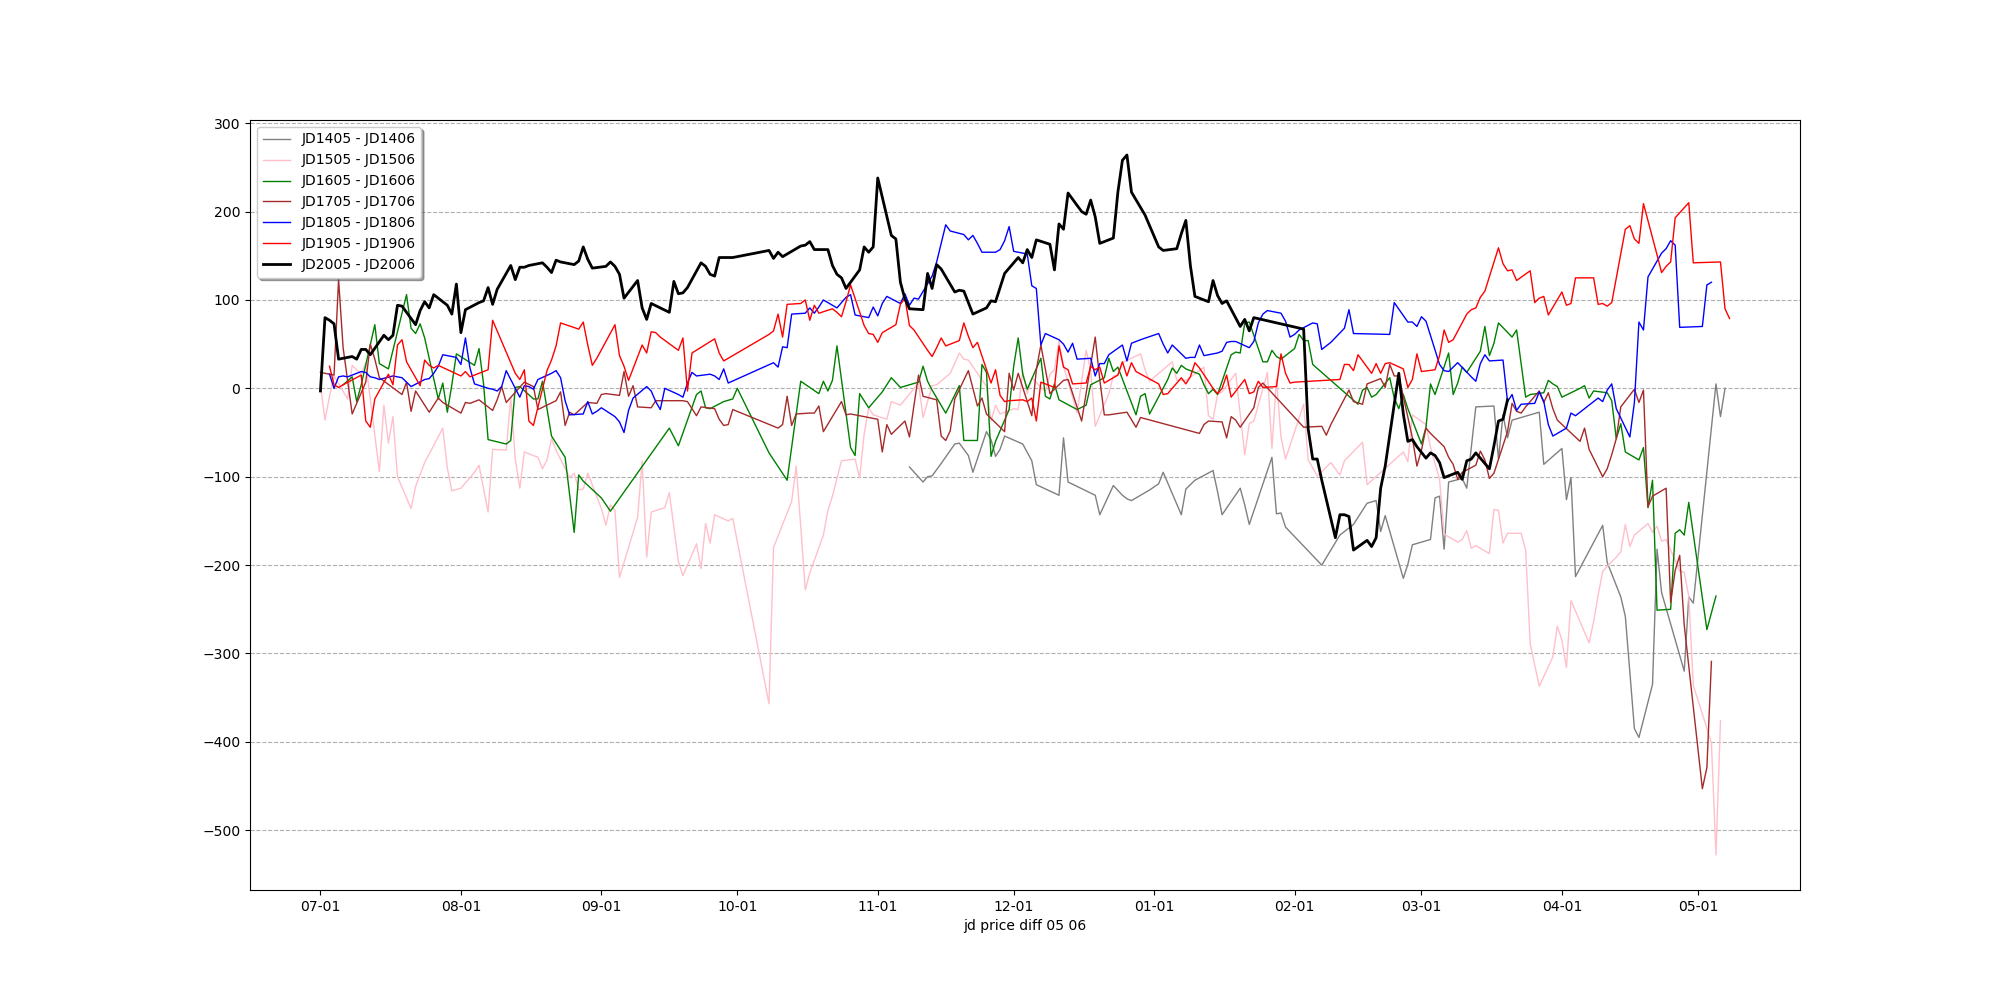 300
200
100
0
−100
−200
−300
−400
−500
JD1405 - JD1406
JD1505 - JD1506
JD1605 - JD1606
JD1705 - JD1706
JD1805 - JD1806
JD1905 - JD1906
JD2005 - JD2006
07-01 08-01 09-01 10-01 11-01 12-01 01-01 02-01 03-01 04-01 05-01
jd price diff 05 06